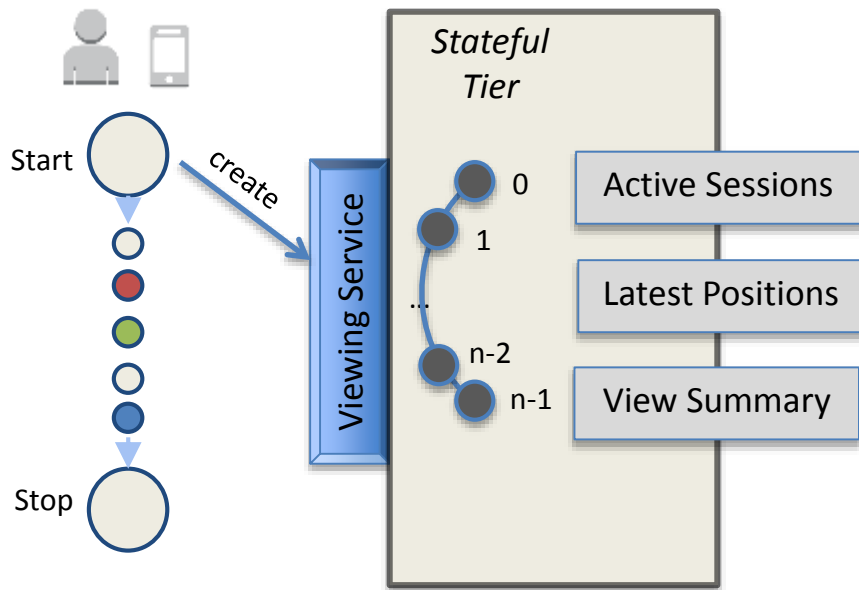 Stateful
Tier
Start
create
Viewing Service
0
1
...
n-2
n-1
Active Sessions
Latest Positions
View Summary
Stop